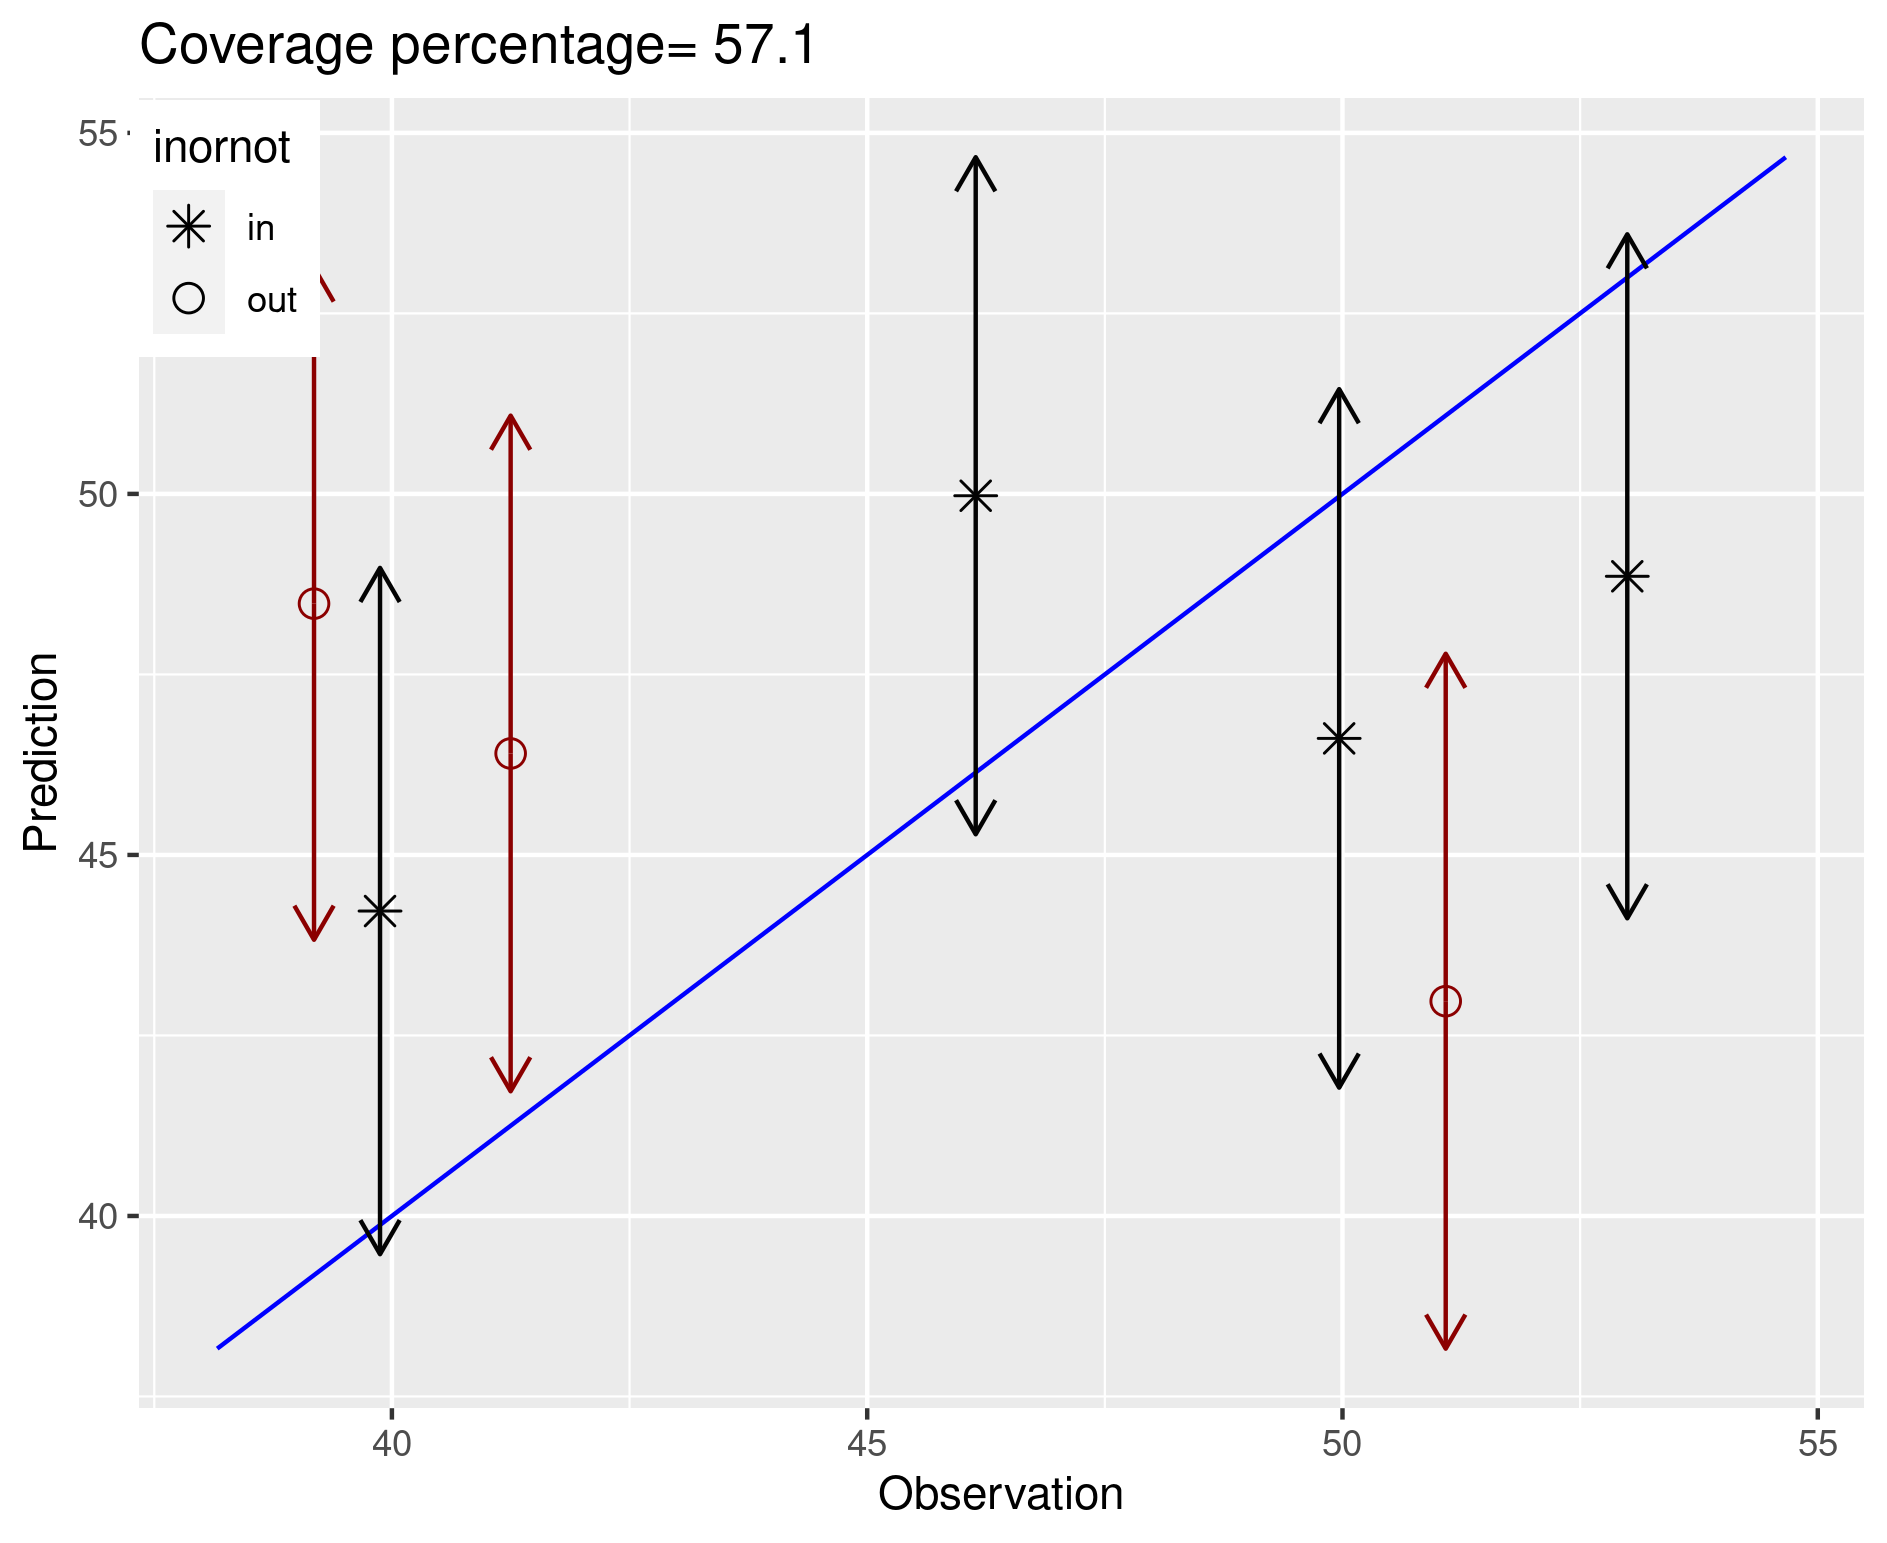 Coverage percentage= 57.1
inornot
in
out
55
50
45
40
Prediction
40 45 50 55
Observation